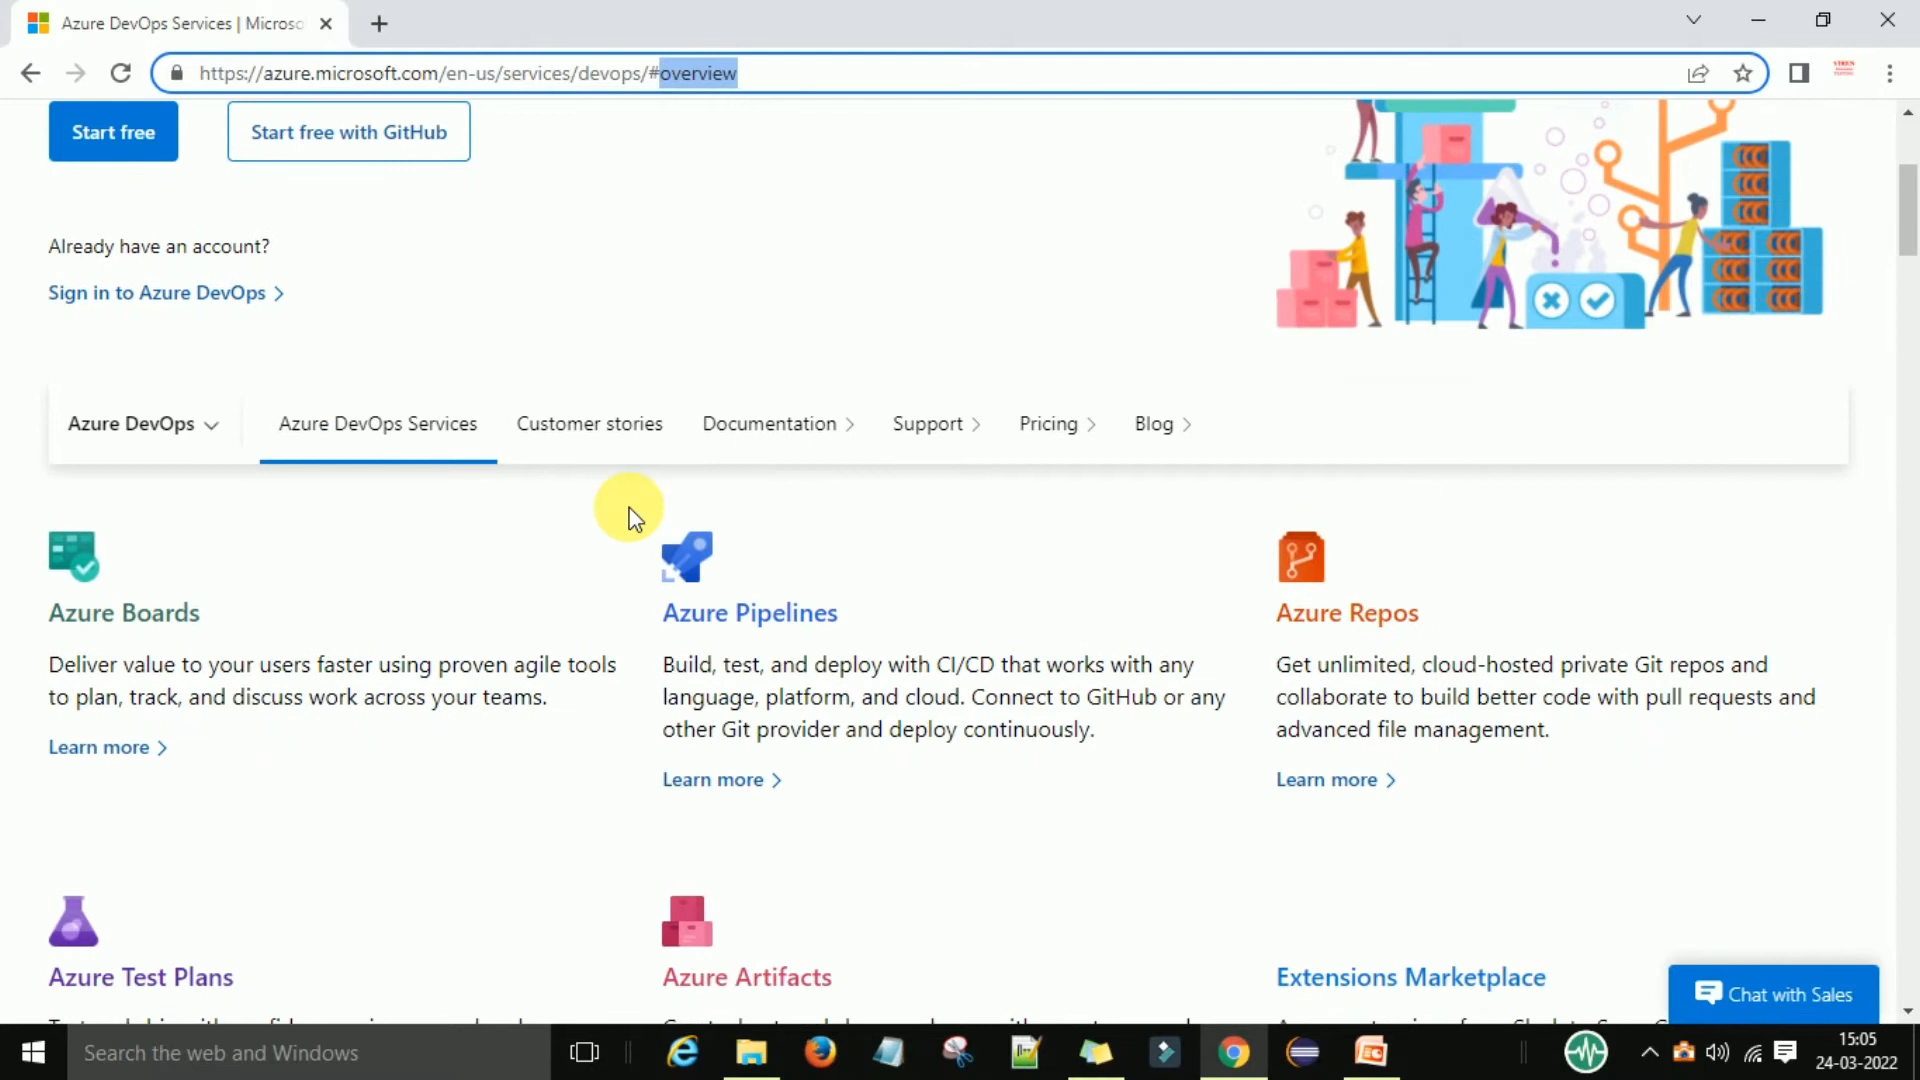 Azure DevOps Services | Microso
https://azure.microsoft.com/en-us/services/devops/#overview
Start free
Start free with GitHub
Already have an account?
Sign in to Azure DevOps
Azure DevOps
Azure DevOps Services
Customer stories
Documentation
Support
Pricing
Blog
Azure Boards
Deliver value to your users faster using proven agile tools
to plan, track, and discuss work across your teams.
Learn more
Azure Pipelines
Build, test, and deploy with CI/CD that works with any
language, platform, and cloud. Connect to GitHub or any
other Git provider and deploy continuously.
Learn more
Azure Repos
Get unlimited, cloud-hosted private Git repos and
collaborate to build better code with pull requests and
advanced file management.
Learn more
Azure Test Plans
Azure Artifacts
Extensions Marketplace
Chat with Sales
Search the web and Windows
15:05
24-03-2022